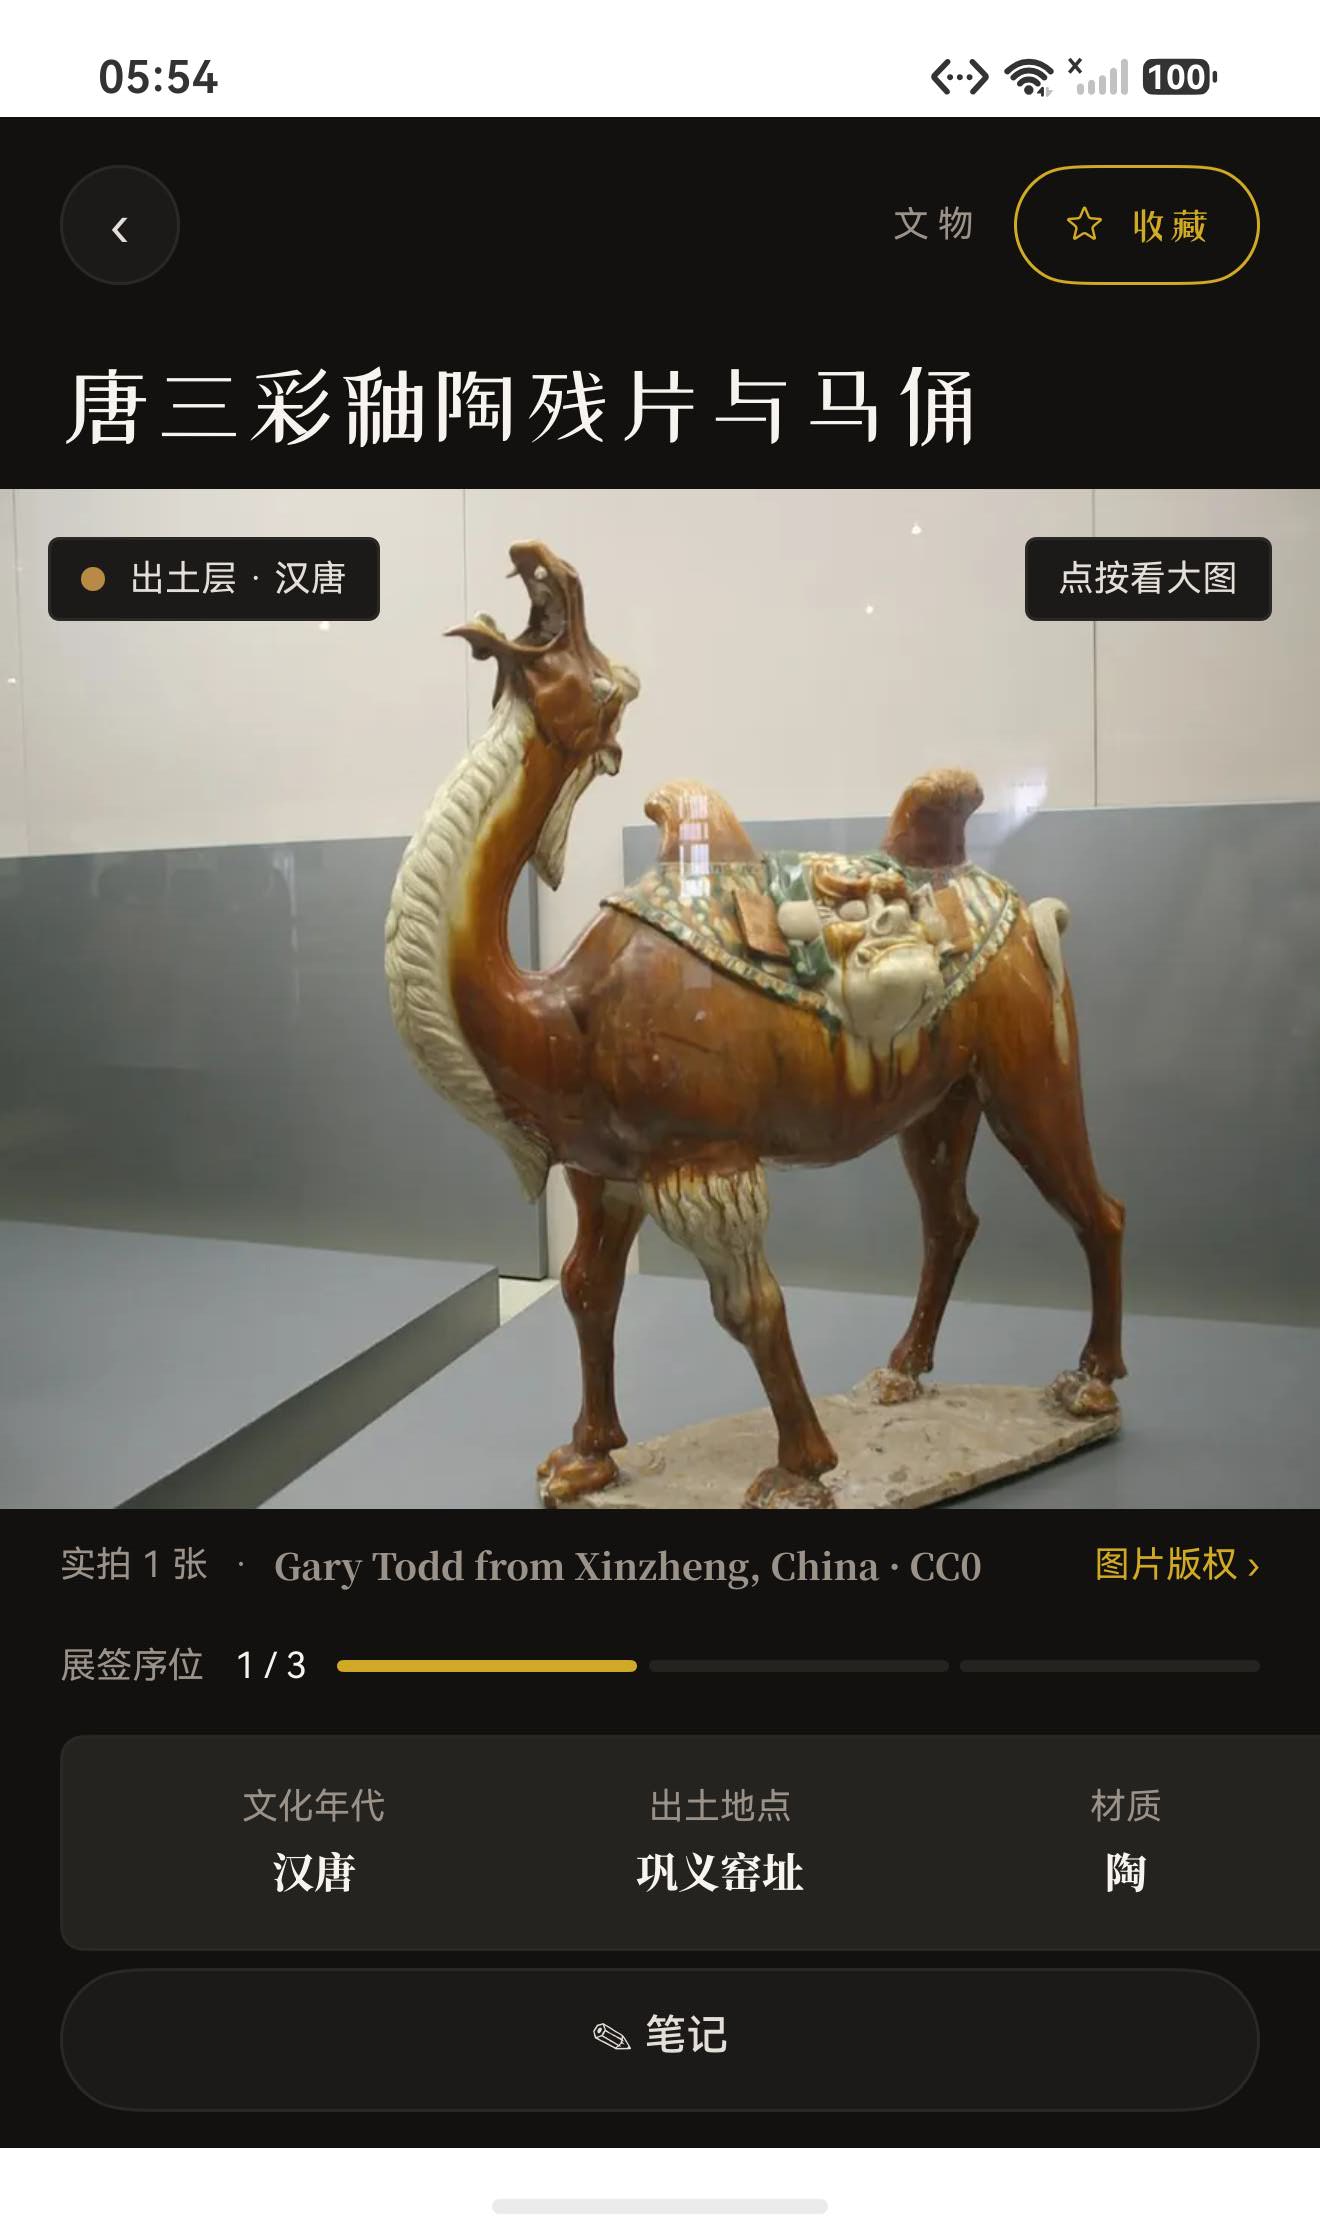 05:54
100
‹
文物
☆ 收藏
唐三彩釉陶残片与马俑
出土层 · 汉唐
点按看大图
实拍 1 张 · Gary Todd from Xinzheng, China · CC0
图片版权 ›
展签序位 1 / 3
文化年代 出土地点 材质
汉唐 巩义窑址 陶
✎ 笔记